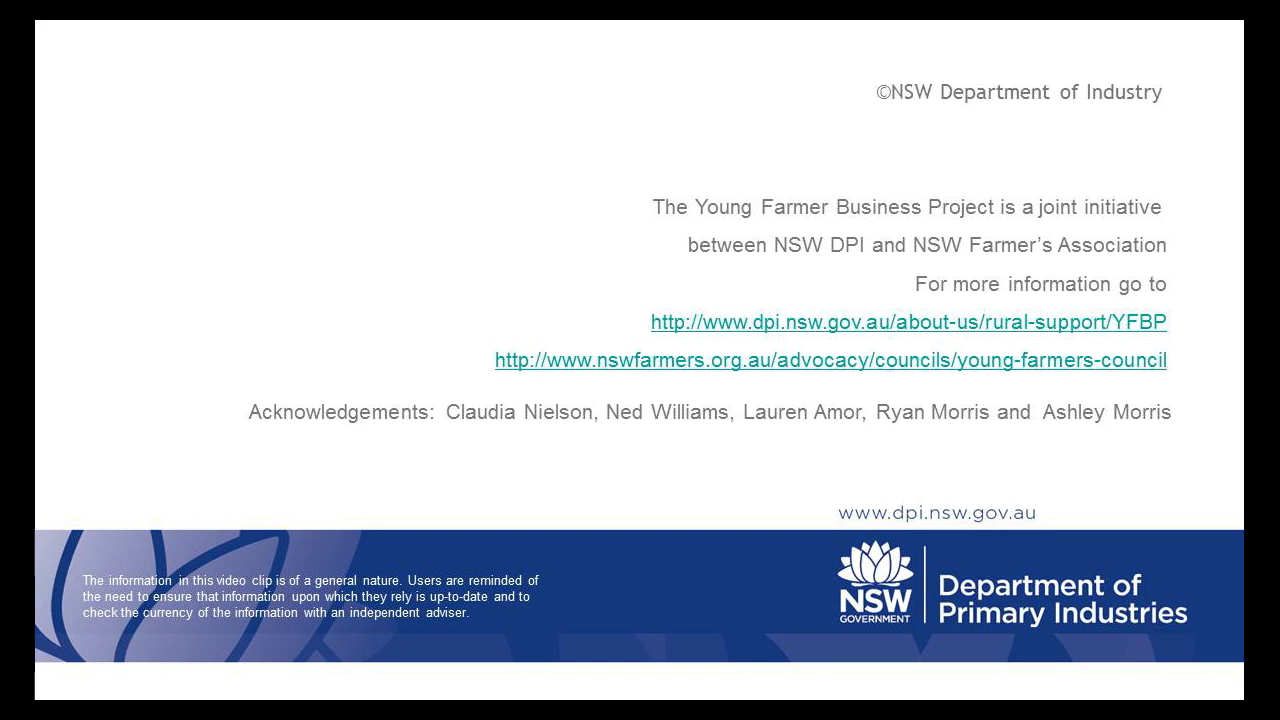 ©NSW Department of Industry
The Young Farmer Business Project is a joint initiative
between NSW DPI and NSW Farmer’s Association
For more information go to
http://www.dpi.nsw.gov.au/about-us/rural-support/YFBP
http://www.nswfarmers.org.au/advocacy/councils/young-farmers-council
Acknowledgements: Claudia Nielson, Ned Williams, Lauren Amor, Ryan Morris and Ashley Morris
www.dpi.nsw.gov.au
The information in this video clip is of a general nature. Users are reminded of
the need to ensure that information upon which they rely is up-to-date and to
check the currency of the information with an independent adviser.
NSW
GOVERNMENT
Department of
Primary Industries